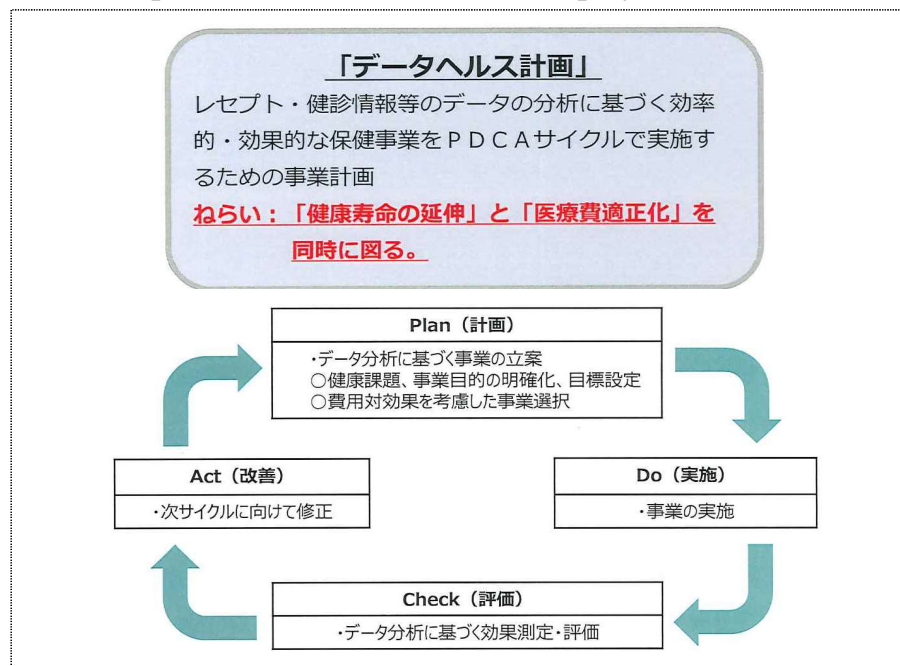 「データヘルス計画」
レセプト・健診情報等のデータの分析に基づく効率
的・効果的な保健事業をＰＤＣＡサイクルで実施す
るための事業計画
ねらい：「健康寿命の延伸」と「医療費適正化」を
同時に図る。
Plan（計画）
・データ分析に基づく事業の立案
○健康課題、事業目的の明確化、目標設定
○費用対効果を考慮した事業選択
Act（改善）
・次サイクルに向けて修正
Do（実施）
・事業の実施
Check（評価）
・データ分析に基づく効果測定・評価